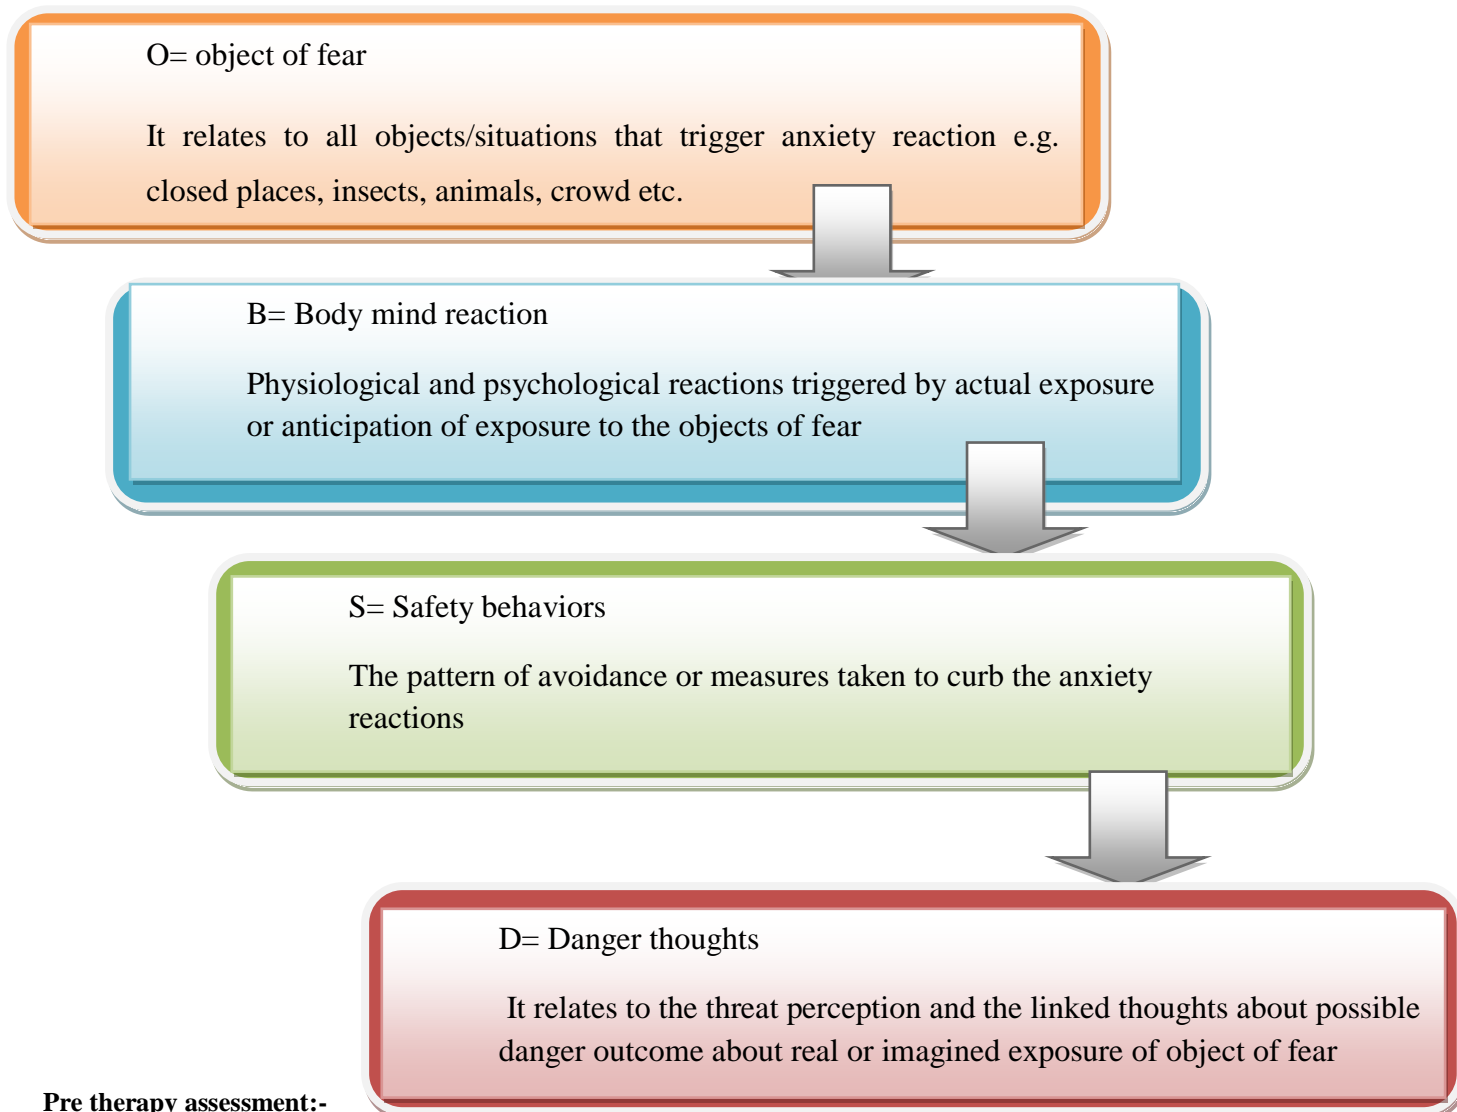 O= object of fear
It relates to all objects/situations that trigger anxiety reaction e.g.
closed places, insects, animals, crowd etc.
B= Body mind reaction
Physiological and psychological reactions triggered by actual exposure
or anticipation of exposure to the objects of fear
S= Safety behaviors
The pattern of avoidance or measures taken to curb the anxiety
reactions
D= Danger thoughts
It relates to the threat perception and the linked thoughts about possible
danger outcome about real or imagined exposure of object of fear
Pre therapy assessment:-